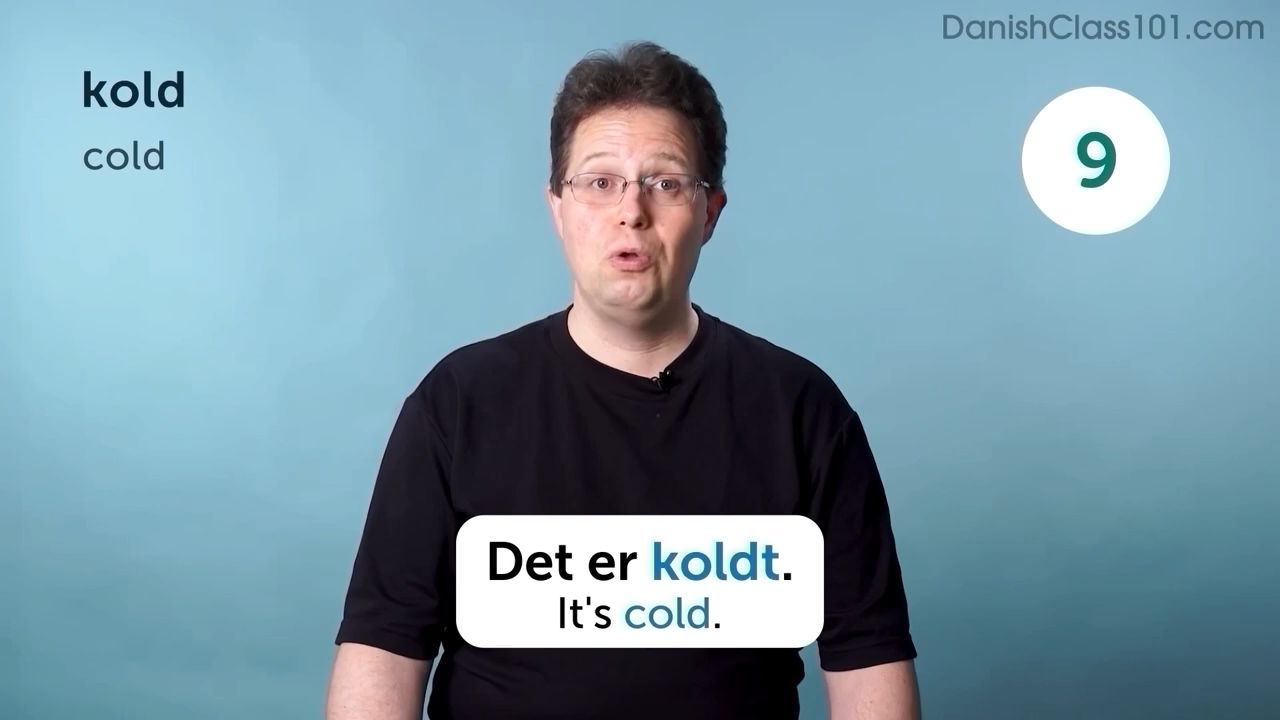 DanishClass101.com
kold
cold
9
Det er koldt.
It's cold.